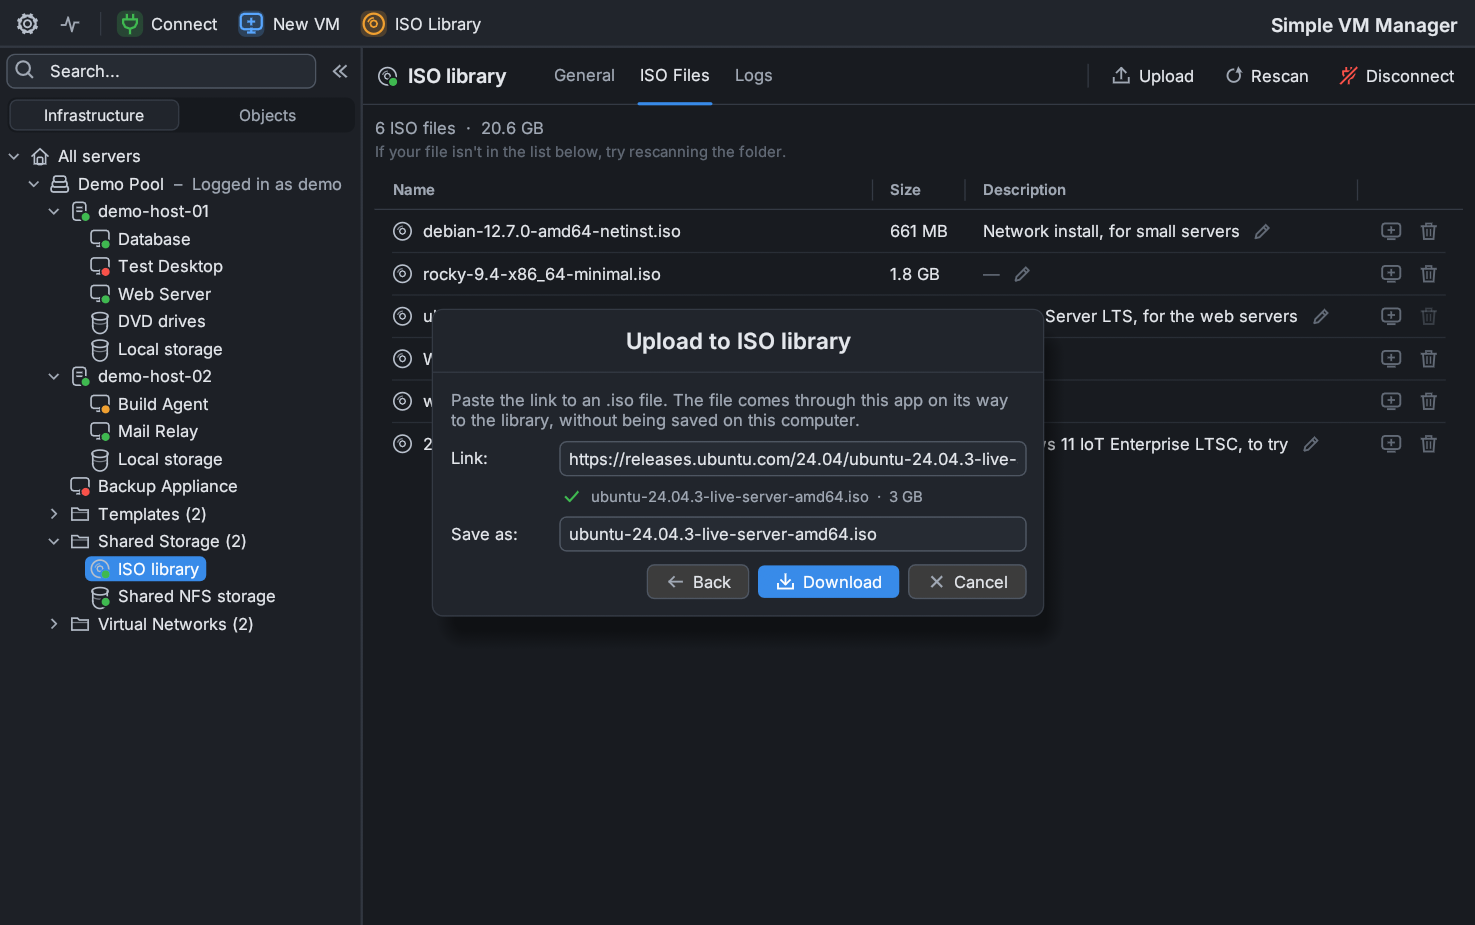 Connect
New VM
ISO Library
Simple VM Manager
Search...
Infrastructure
Objects
All servers
Demo Pool – Logged in as demo
demo-host-01
Database
Test Desktop
Web Server
DVD drives
Local storage
demo-host-02
Build Agent
Mail Relay
Local storage
Backup Appliance
Templates (2)
Shared Storage (2)
ISO library
Shared NFS storage
Virtual Networks (2)
ISO library
General
ISO Files
Logs
Upload
Rescan
Disconnect
6 ISO files · 20.6 GB
If your file isn't in the list below, try rescanning the folder.
Name Size Description
debian-12.7.0-amd64-netinst.iso 661 MB Network install, for small servers
rocky-9.4-x86_64-minimal.iso 1.8 GB —
Server LTS, for the web servers
11 IoT Enterprise LTSC, to try
Upload to ISO library
Paste the link to an .iso file. The file comes through this app on its way
to the library, without being saved on this computer.
Link: https://releases.ubuntu.com/24.04/ubuntu-24.04.3-live-
ubuntu-24.04.3-live-server-amd64.iso · 3 GB
Save as: ubuntu-24.04.3-live-server-amd64.iso
Back
Download
Cancel